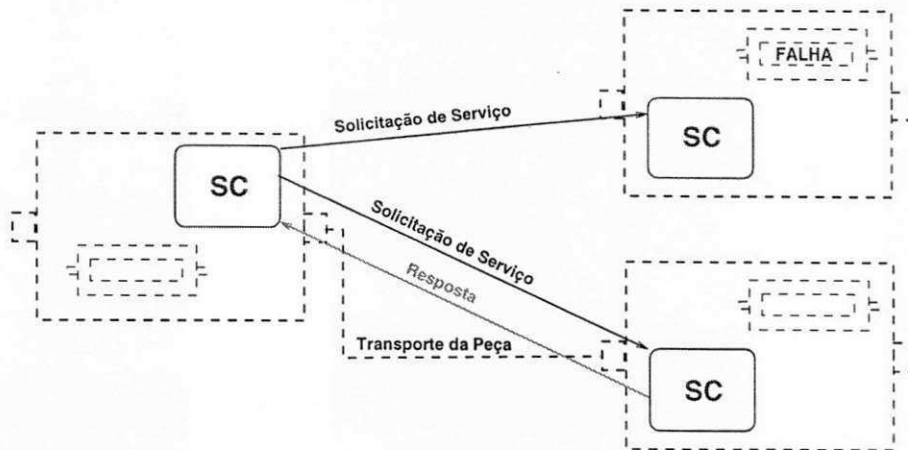 FALHA
Solicitação de Serviço
SC
SC
Solicitação de Serviço
Resposta
Transporte da Peça
SC